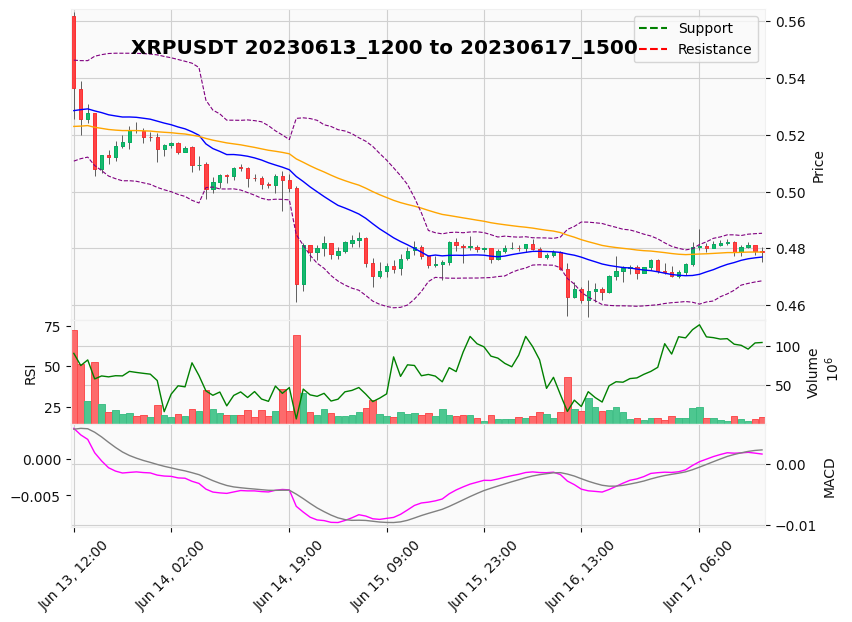 XRPUSDT 20230613_1200 to 20230617_1500
Support
Resistance
0.56
0.54
0.52
0.50
0.48
0.46
Price
75
50
25
RSI
100
50
Volume
10^6
0.000
−0.005
0.00
−0.01
MACD
Jun 13, 12:00
Jun 14, 02:00
Jun 14, 19:00
Jun 15, 09:00
Jun 15, 23:00
Jun 16, 13:00
Jun 17, 06:00